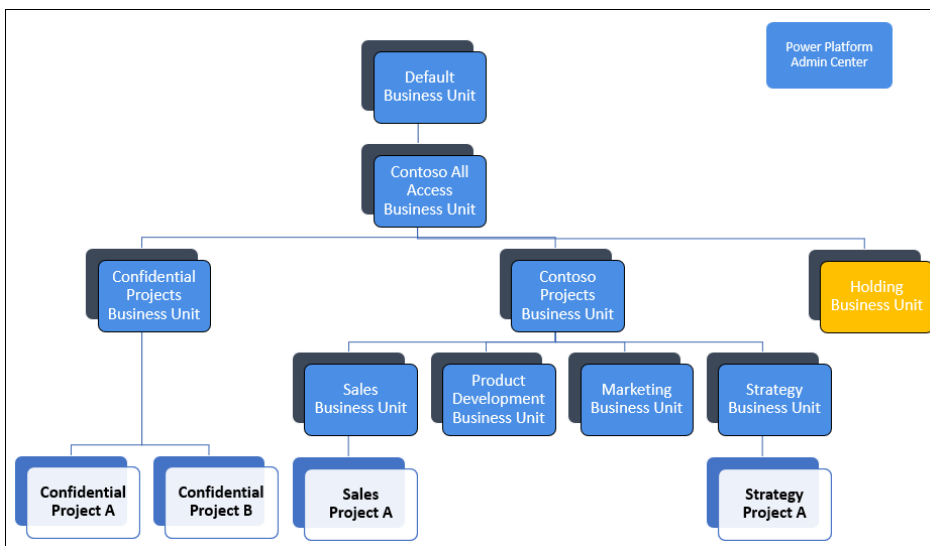 Power Platform
Admin Center
Default
Business Unit
Contoso All
Access
Business Unit
Confidential
Projects
Business Unit
Contoso
Projects
Business Unit
Holding
Business Unit
Sales
Business Unit
Product
Development
Business Unit
Marketing
Business Unit
Strategy
Business Unit
Confidential
Project A
Confidential
Project B
Sales
Project A
Strategy
Project A